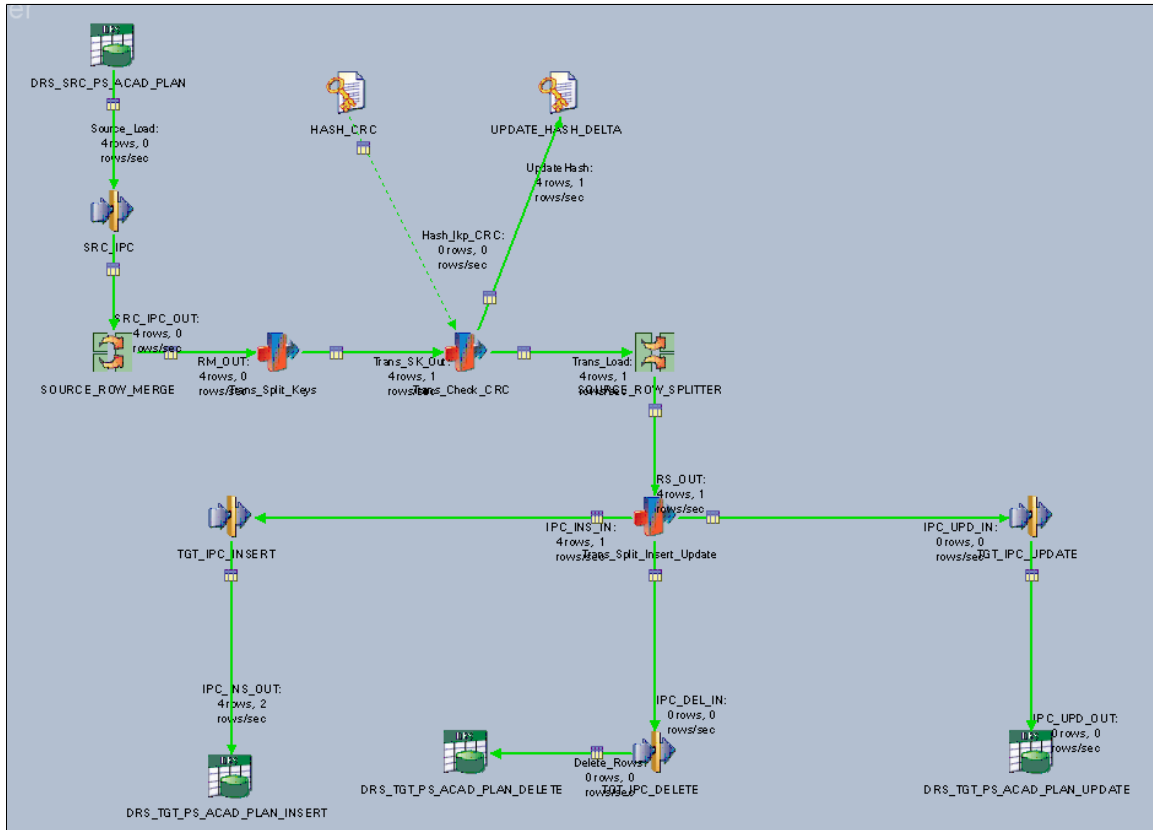 DRS_SRC_PS_ACAD_PLAN
HASH_CRC
UPDATE_HASH_DELTA
Source_Load:
4 rows, 0
rows/sec
UpdateHash:
4 rows, 1
rows/sec
SRC_IPC
Hash_lkp_CRC:
0 rows, 0
rows/sec
SRC_IPC_OUT:
4 rows, 0
rows/sec
SOURCE_ROW_MERGE
RM_OUT:
4 rows, 0
rows/sec
Trans_Split_Keys
Trans_SK_Out:
4 rows, 1
rows/sec
Trans_Check_CRC
Trans_Load:
4 rows, 1
rows/sec
SOURCE_ROW_SPLITTER
RS_OUT:
4 rows, 1
rows/sec
TGT_IPC_INSERT
IPC_INS_IN:
4 rows, 1
rows/sec
Trans_Split_Insert_Update
IPC_UPD_IN:
0 rows, 0
rows/sec
TGT_IPC_UPDATE
IPC_INS_OUT:
4 rows, 2
rows/sec
IPC_DEL_IN:
0 rows, 0
rows/sec
IPC_UPD_OUT:
0 rows, 0
rows/sec
DRS_TGT_PS_ACAD_PLAN_INSERT
DRS_TGT_PS_ACAD_PLAN_DELETE
Delete_Rows:
0 rows, 0
rows/sec
TGT_IPC_DELETE
DRS_TGT_PS_ACAD_PLAN_UPDATE